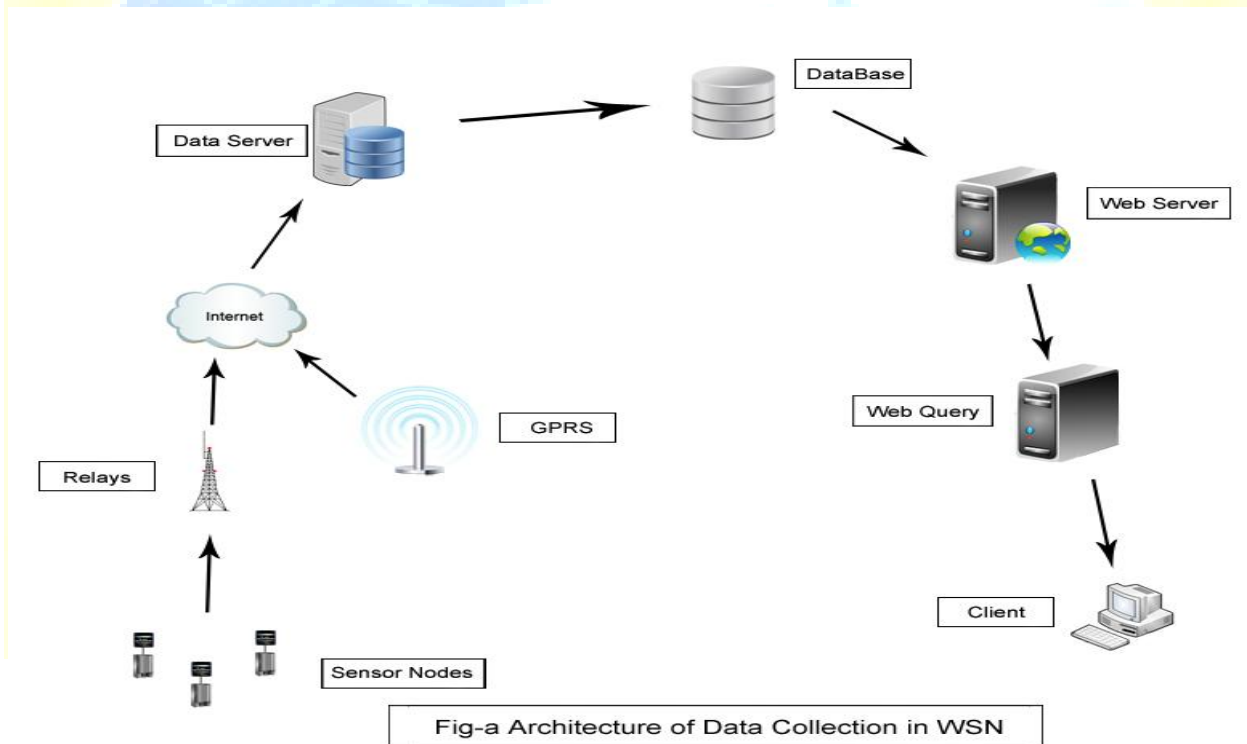 DataBase
Data Server
Web Server
Internet
Web Query
GPRS
Relays
Client
Sensor Nodes
Fig-a Architecture of Data Collection in WSN